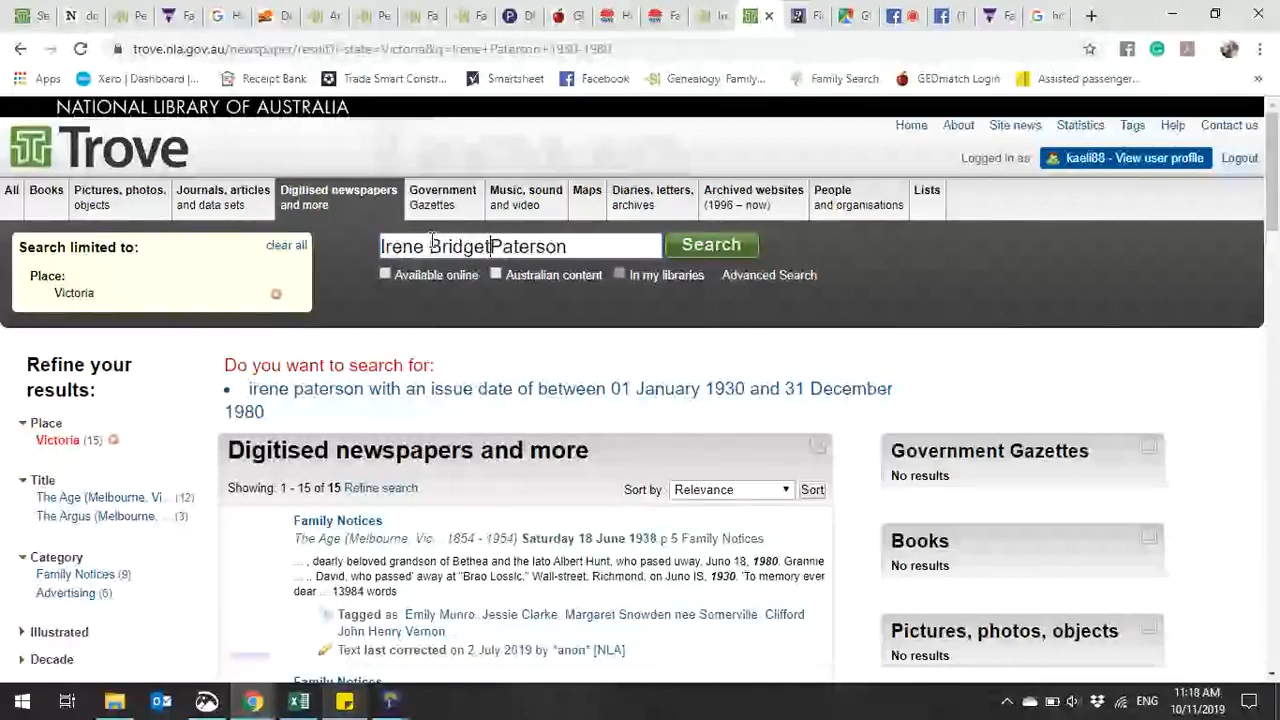 trove.nla.gov.au/newspaper/result?l-state=Victoria&q=Irene+Paterson+1930-1980
Apps Xero | Dashboard |... Receipt Bank Trade Smart Constr... Smartsheet Facebook Genealogy, Family... Family Search GEDmatch Login Assisted passenger...
NATIONAL LIBRARY OF AUSTRALIA
Home About Site news Statistics Tags Help Contact us
Trove
Logged in as kaeli88 - View user profile Logout
All Books Pictures, photos, objects Journals, articles and data sets Digitised newspapers and more Government Gazettes Music, sound and video Maps Diaries, letters, archives Archived websites (1996 – now) People and organisations Lists
Search limited to: clear all
Place:
Victoria
Irene BridgetPaterson Search
Available online Australian content In my libraries Advanced Search
Refine your
results:
Place
Victoria (15)
Title
The Age (Melbourne, Vi... (12)
The Argus (Melbourne, ... (3)
Category
Family Notices (9)
Advertising (6)
Illustrated
Decade
Do you want to search for:
• irene paterson with an issue date of between 01 January 1930 and 31 December
1980
Digitised newspapers and more
Showing: 1 - 15 of 15 Refine search Sort by Relevance Sort
Family Notices
The Age (Melbourne, Vic. : 1854 - 1954) Saturday 18 June 1938 p 5 Family Notices
... , dearly beloved grandson of Bethea and the lato Albert Hunt, who pased uway, Juno 18, 1980. Granne
... . David, who passed' away at "Brao Lossic," Wall-street, Richmond, on Juno IS, 1930. 'To memory ever
dear ... 13984 words
Tagged as Emily Munro, Jessie Clarke, Margaret Snowden nee Somerville, Clifford
John Henry Vernon
Text last corrected on 2 July 2019 by *anon* [NLA]
Family Notices
Government Gazettes
No results
Books
No results
Pictures, photos, objects
No results
ENG
11:18 AM
10/11/2019